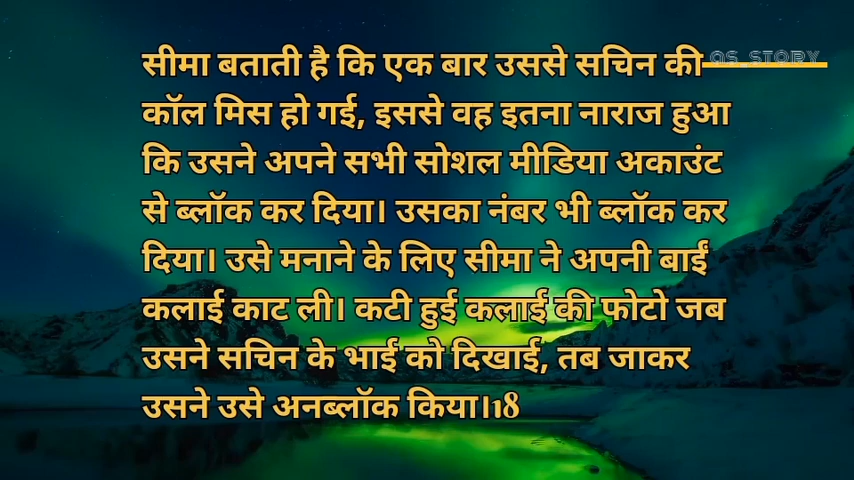 सीमा बताती है कि एक बार उससे सचिन की
QS_STORY
कॉल मिस हो गई, इससे वह इतना नाराज हुआ
कि उसने अपने सभी सोशल मीडिया अकाउंट
से ब्लॉक कर दिया। उसका नंबर भी ब्लॉक कर
दिया। उसे मनाने के लिए सीमा ने अपनी बाईं
कलाई काट ली। कटी हुई कलाई की फोटो जब
उसने सचिन के भाई को दिखाई, तब जाकर
उसने उसे अनब्लॉक किया।18